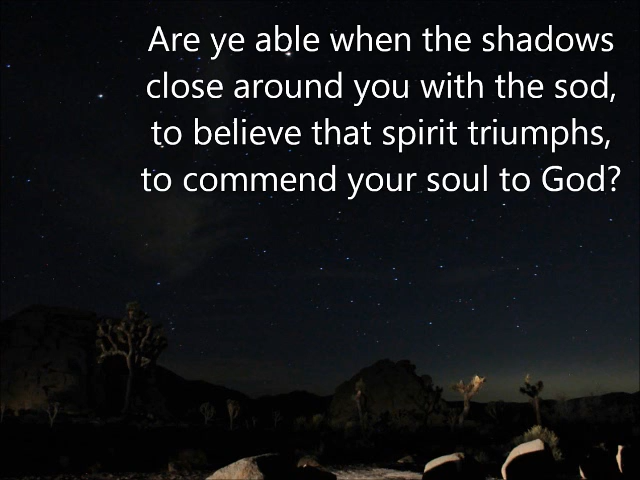 Are ye able when the shadows
close around you with the sod,
to believe that spirit triumphs,
to commend your soul to God?